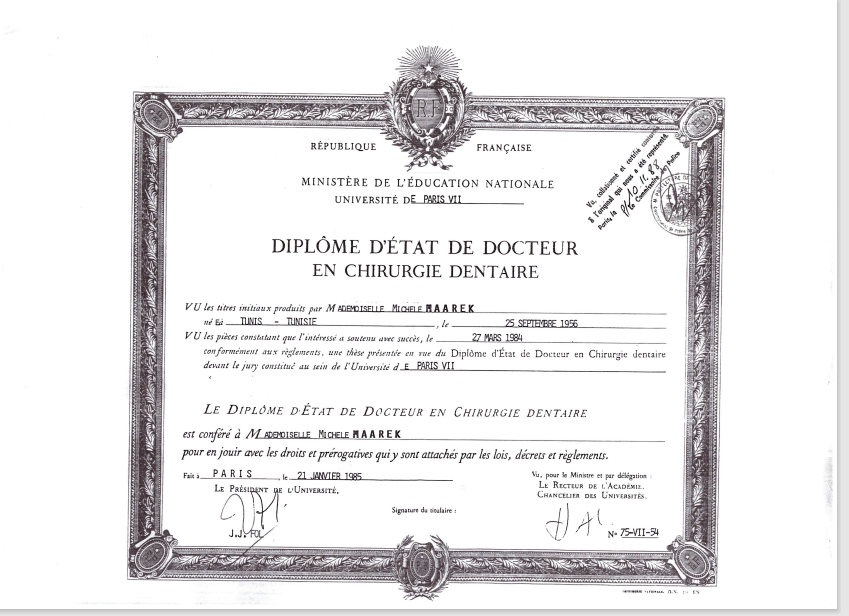 RF
RÉPUBLIQUE FRANÇAISE
MINISTÈRE DE L'ÉDUCATION NATIONALE
UNIVERSITÉ DE PARIS VII
Vu, collationné et certifié conforme
à l'original qui nous a été représenté
Paris, le 10.11.88
Le Commissaire de Police
DIPLÔME D'ÉTAT DE DOCTEUR
EN CHIRURGIE DENTAIRE
VU les titres initiaux produits par MADEMOISELLE MICHELE MAAREK
né Eà TUNIS - TUNISIE , le 25 SEPTEMBRE 1956
VU les pièces constatant que l'intéressé a soutenu avec succès, le 27 MARS 1984
conformément aux règlements, une thèse présentée en vue du Diplôme d'État de Docteur en Chirurgie dentaire
devant le jury constitué au sein de l'Université de PARIS VII
LE DIPLÔME D'ÉTAT DE DOCTEUR EN CHIRURGIE DENTAIRE
est conféré à MADEMOISELLE MICHELE MAAREK
pour en jouir avec les droits et prérogatives qui y sont attachés par les lois, décrets et règlements.
Fait à PARIS , le 21 JANVIER 1985
LE PRÉSIDENT DE L'UNIVERSITÉ,
J.J. FOL
Signature du titulaire :
Vu, pour le Ministre et par délégation :
LE RECTEUR DE L'ACADÉMIE,
CHANCELIER DES UNIVERSITÉS.
No 75-VII-54